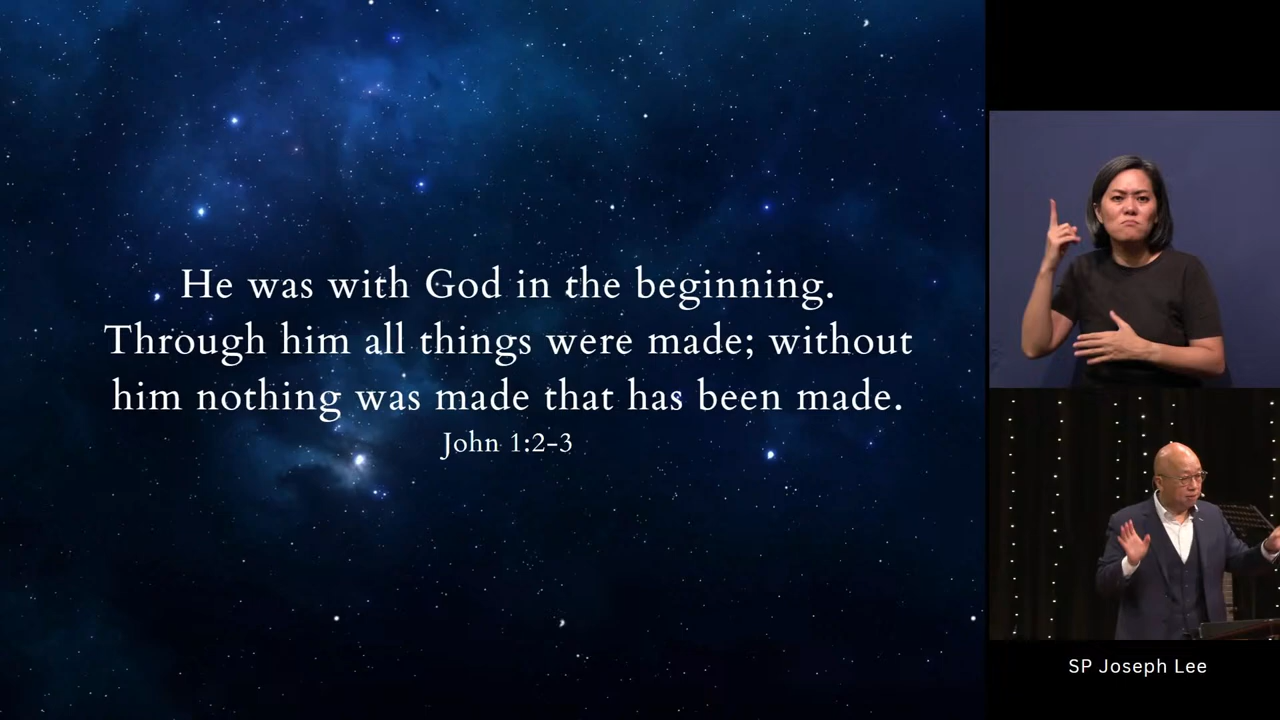 He was with God in the beginning.
Through him all things were made; without
him nothing was made that has been made.
John 1:2-3
SP Joseph Lee